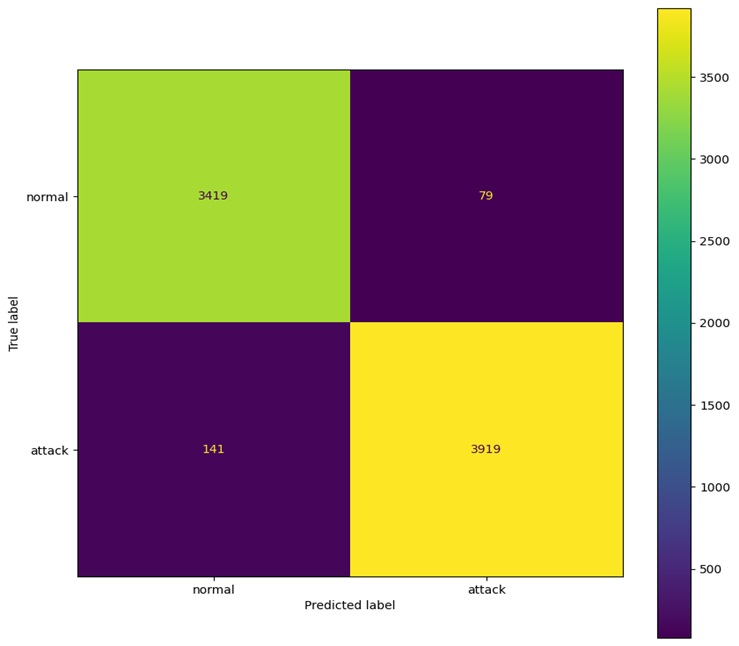 3500
3000
2500
2000
1500
1000
500
normal
3419
79
True label
attack
141
3919
normal
attack
Predicted label